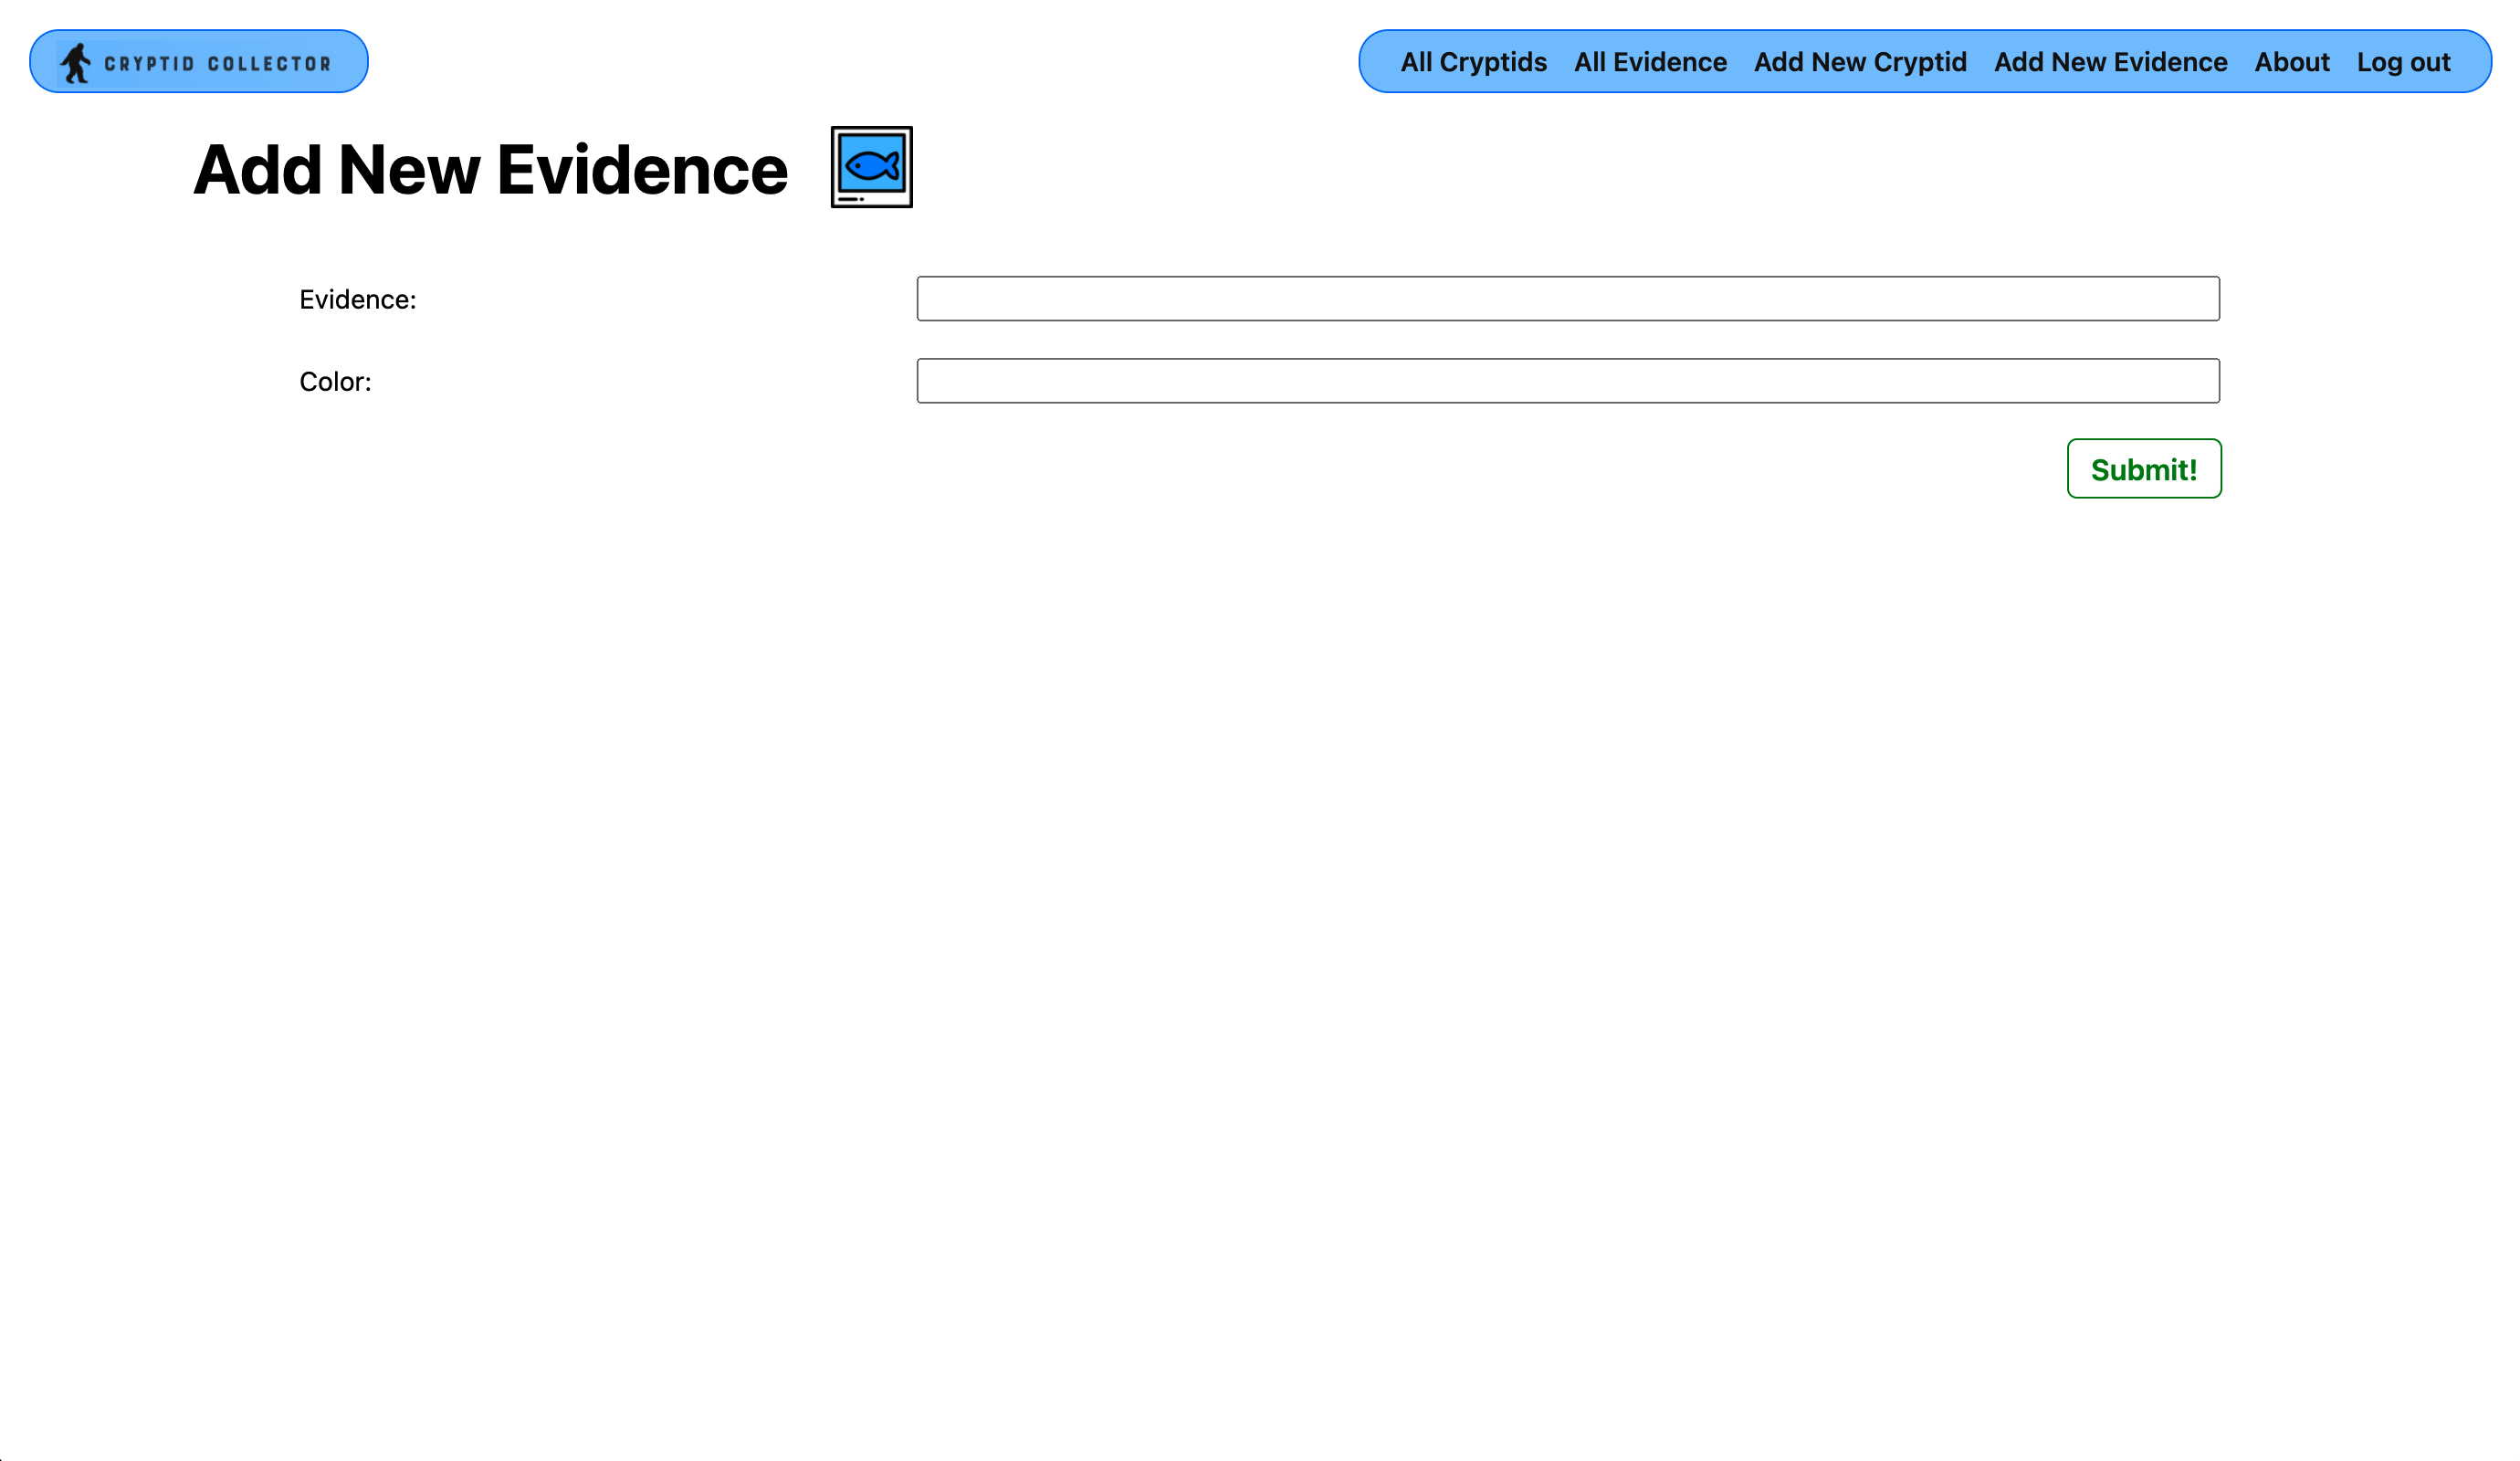 CRYPTID COLLECTOR
All Cryptids All Evidence Add New Cryptid Add New Evidence About Log out
Add New Evidence
Evidence:
Color:
Submit!